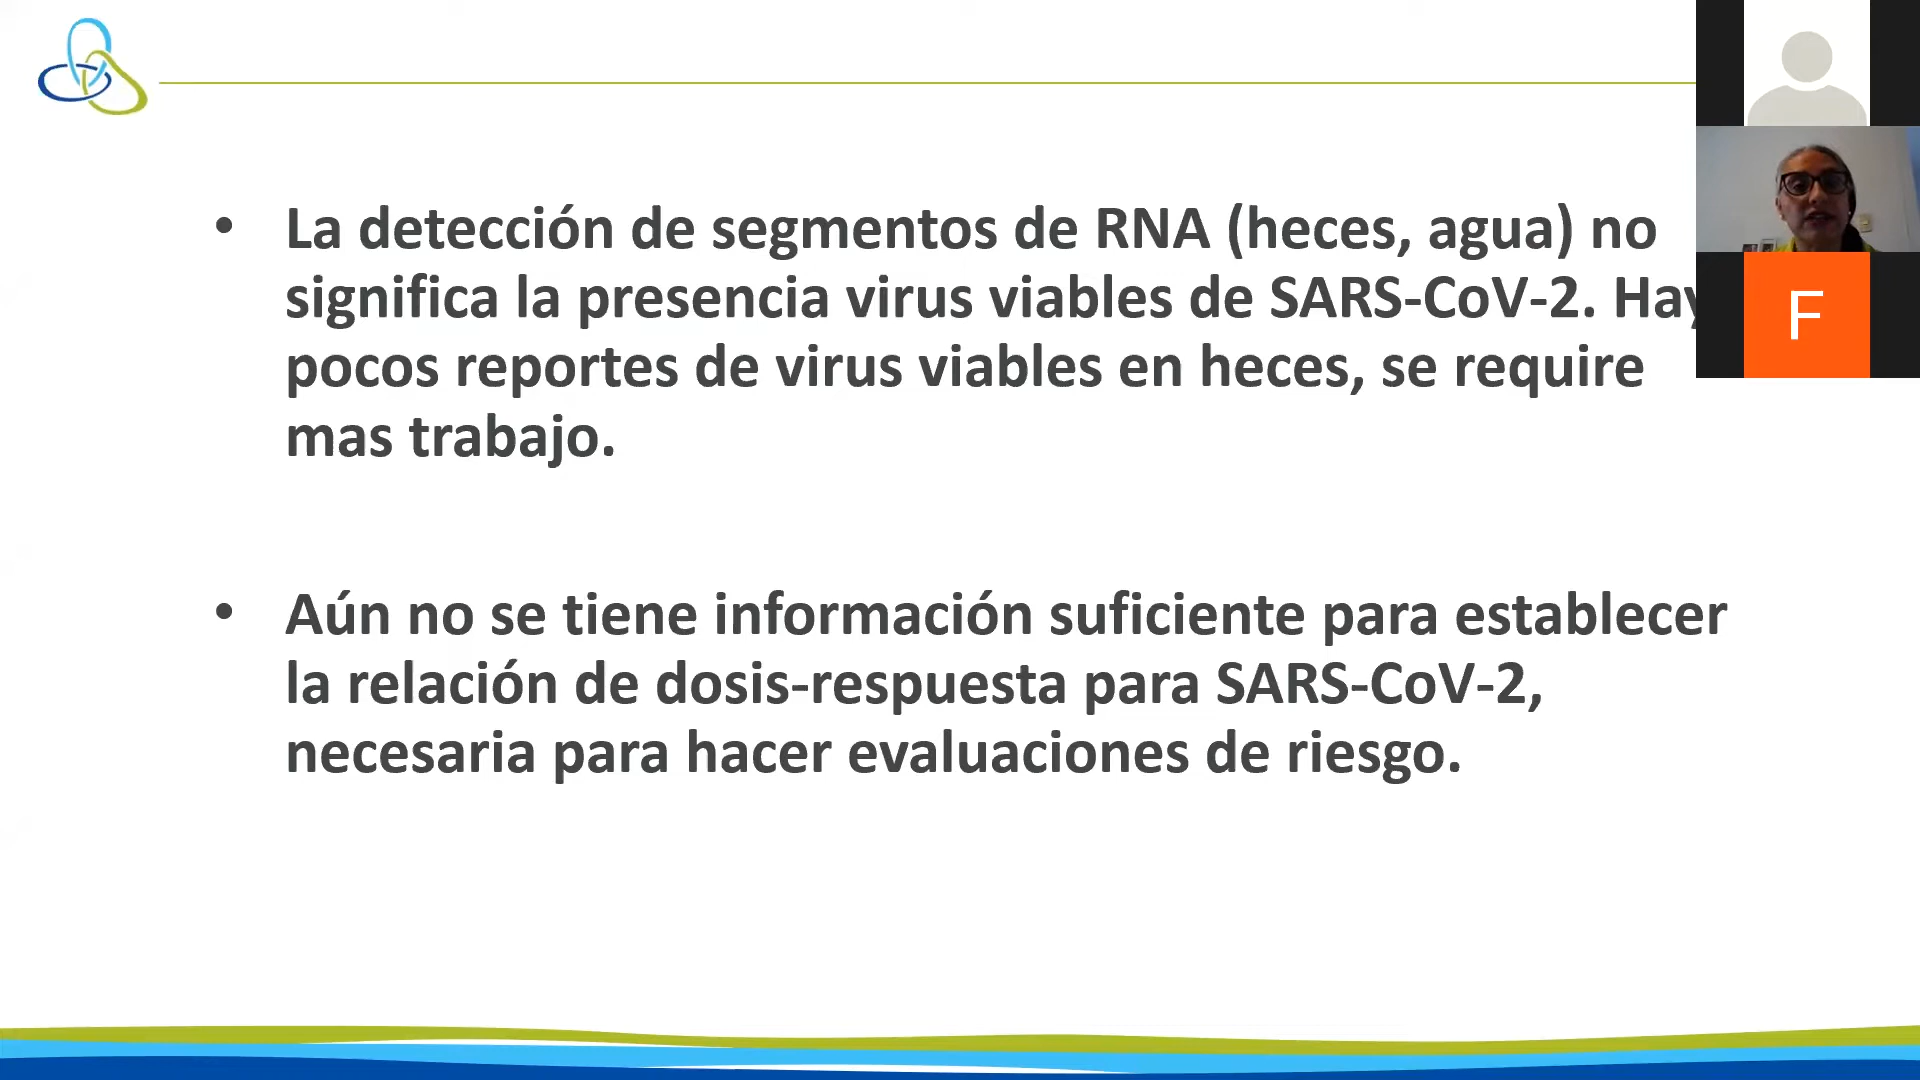 • La detección de segmentos de RNA (heces, agua) no
significa la presencia virus viables de SARS-CoV-2. Hay
pocos reportes de virus viables en heces, se require
mas trabajo.
• Aún no se tiene información suficiente para establecer
la relación de dosis-respuesta para SARS-CoV-2,
necesaria para hacer evaluaciones de riesgo.
F